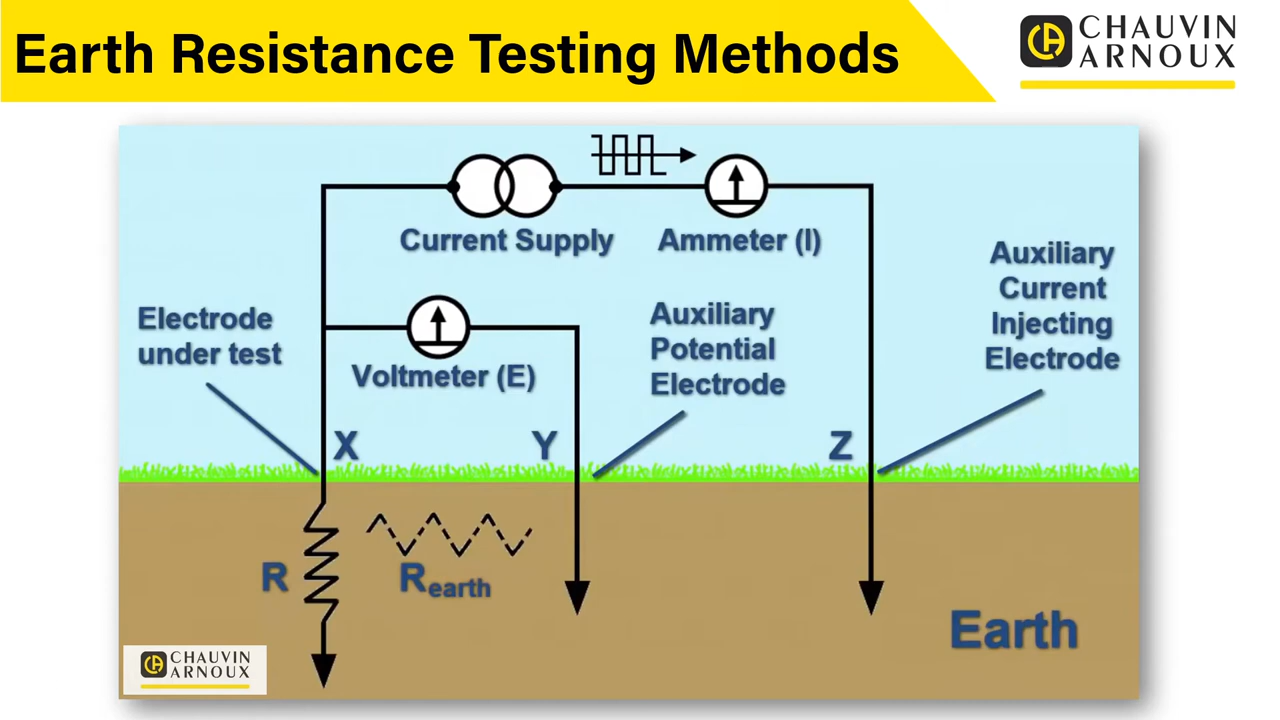 Earth Resistance Testing Methods
CHAUVIN
ARNOUX
Current Supply
Ammeter (I)
Auxiliary
Current
Injecting
Electrode
Electrode
under test
Voltmeter (E)
Auxiliary
Potential
Electrode
X
Y
Z
R
Rearth
Earth
CHAUVIN
ARNOUX